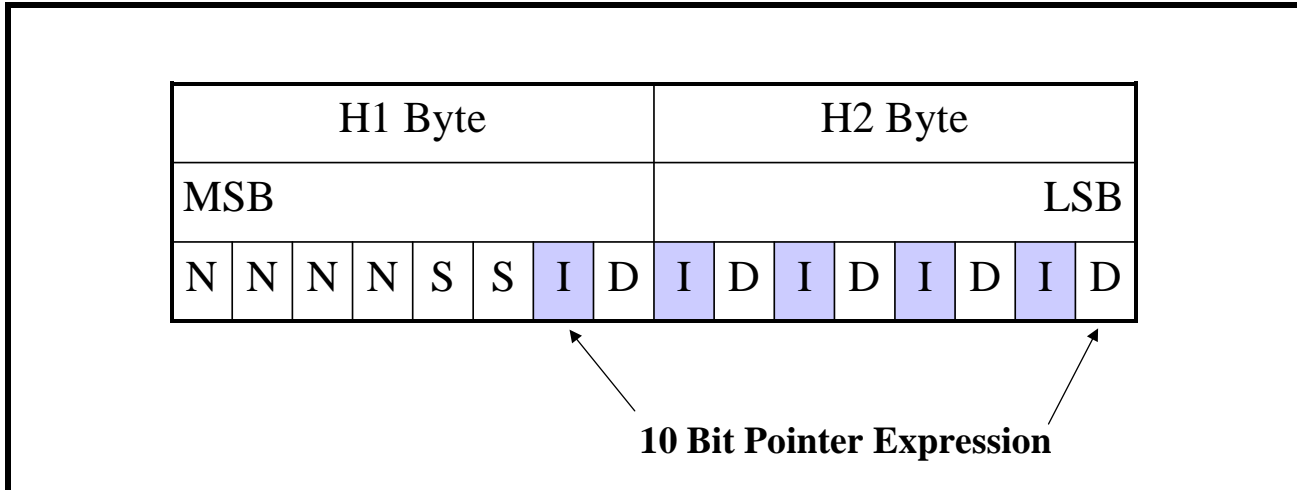 H1 Byte H2 Byte
MSB LSB
N N N N S S I D I D I D I D I D
10 Bit Pointer Expression